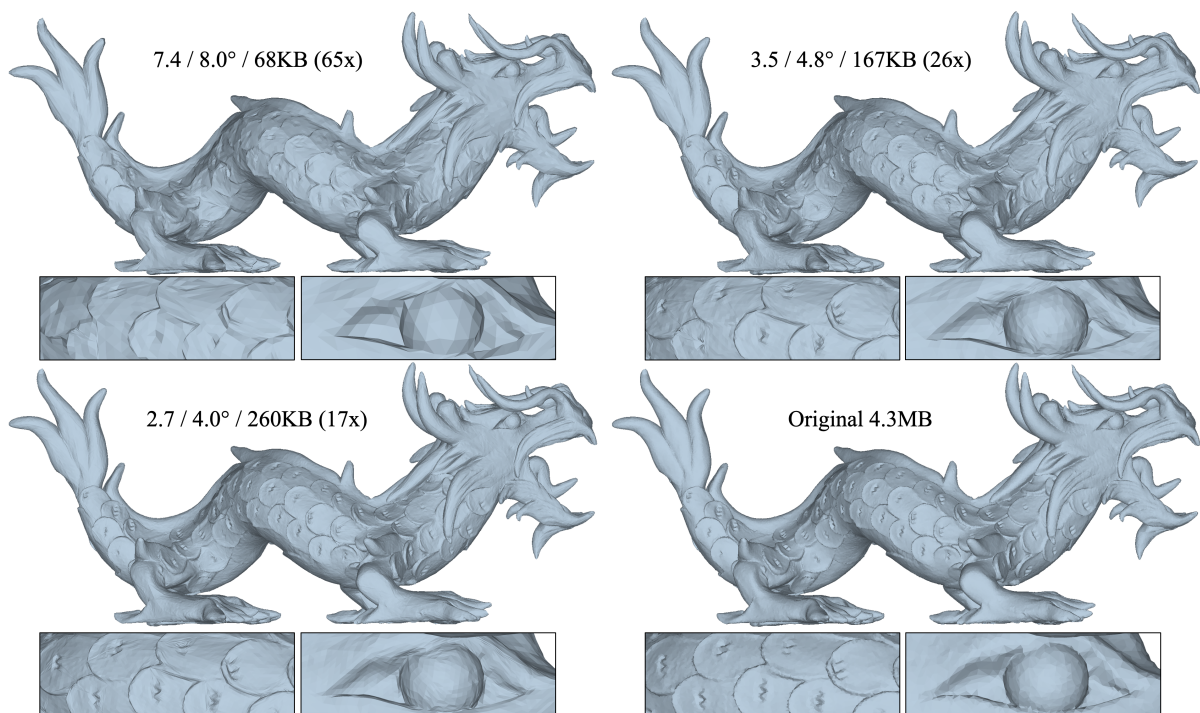 7.4 / 8.0° / 68KB (65x)
3.5 / 4.8° / 167KB (26x)
2.7 / 4.0° / 260KB (17x)
Original 4.3MB